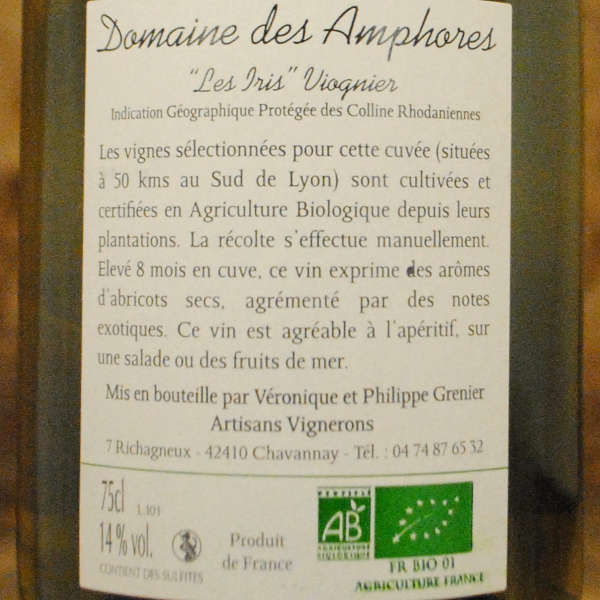 Domaine des Amphores
"Les Iris" Viognier
Indication Géographique Protégée des Colline Rhodaniennes
Les vignes sélectionnées pour cette cuvée (situées
à 50 kms au Sud de Lyon) sont cultivées et
certifiées en Agriculture Biologique depuis leurs
plantations. La récolte s'effectue manuellement.
Elevé 8 mois en cuve, ce vin exprime des arômes
d'abricots secs, agrémenté par des notes
exotiques. Ce vin est agréable à l'apéritif, sur
une salade ou des fruits de mer.
Mis en bouteille par Véronique et Philippe Grenier
Artisans Vignerons
7 Richagneux - 42410 Chavannay - Tél. : 04 74 87 65 32
75cl L101
14 % vol.
CONTIENT DES SULFITES
Produit
de France
CERTIFIÉ
AB
AGRICULTURE
BIOLOGIQUE
FR BIO 01
AGRICULTURE FRANCE